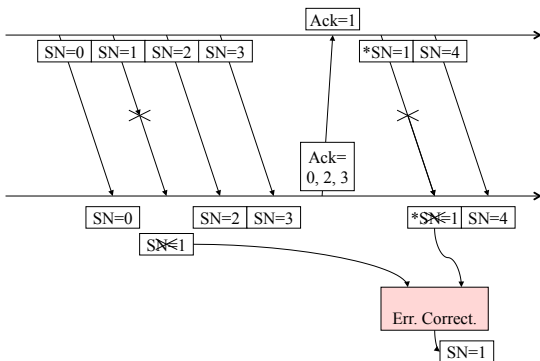 Ack=1
SN=0 SN=1 SN=2 SN=3 *SN=1 SN=4
Ack=
0, 2, 3
SN=0 SN=2 SN=3 *SN=1 SN=4
SN=1
Err. Correct.
SN=1